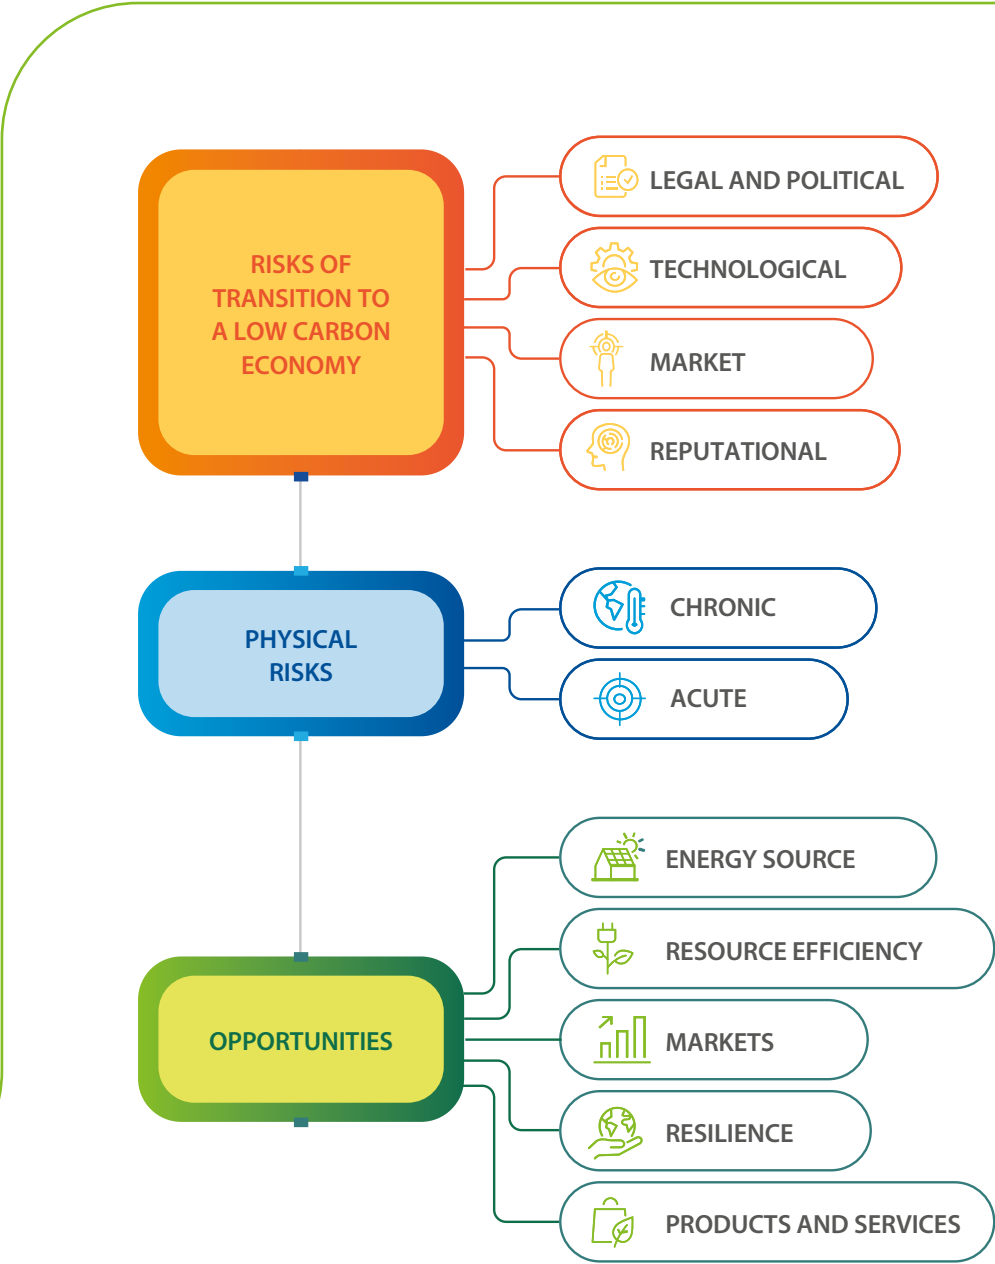 RISKS OF
TRANSITION TO
A LOW CARBON
ECONOMY
LEGAL AND POLITICAL
TECHNOLOGICAL
MARKET
REPUTATIONAL
PHYSICAL
RISKS
CHRONIC
ACUTE
OPPORTUNITIES
ENERGY SOURCE
RESOURCE EFFICIENCY
MARKETS
RESILIENCE
PRODUCTS AND SERVICES